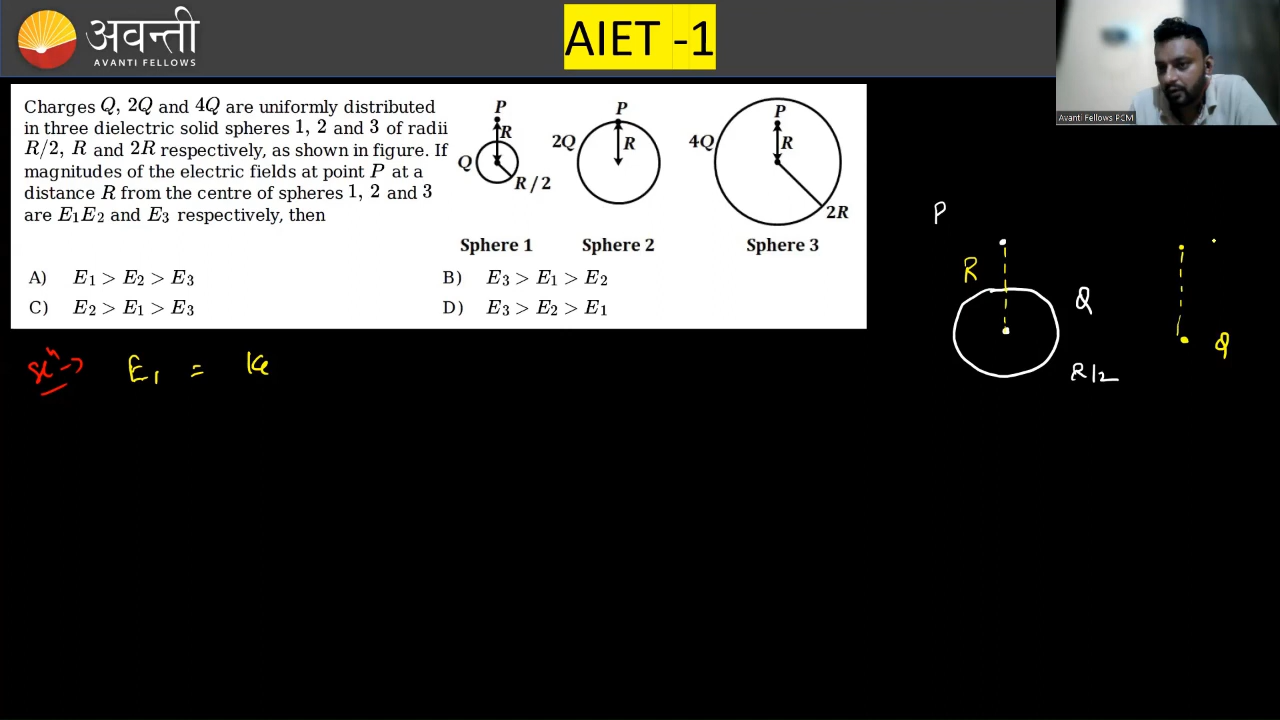 अवन्ती
AVANTI FELLOWS
AIET -1
Avanti Fellows PCM
Charges Q, 2Q and 4Q are uniformly distributed
in three dielectric solid spheres 1, 2 and 3 of radii
R/2, R and 2R respectively, as shown in figure. If
magnitudes of the electric fields at point P at a
distance R from the centre of spheres 1, 2 and 3
are E₁E₂ and E₃ respectively, then
P
R
Q
R/2
Sphere 1
P
2Q
R
Sphere 2
P
4Q
R
2R
Sphere 3
A) E₁ > E₂ > E₃
B) E₃ > E₁ > E₂
C) E₂ > E₁ > E₃
D) E₃ > E₂ > E₁
P
R
Q
R/2
Q
E₁ =